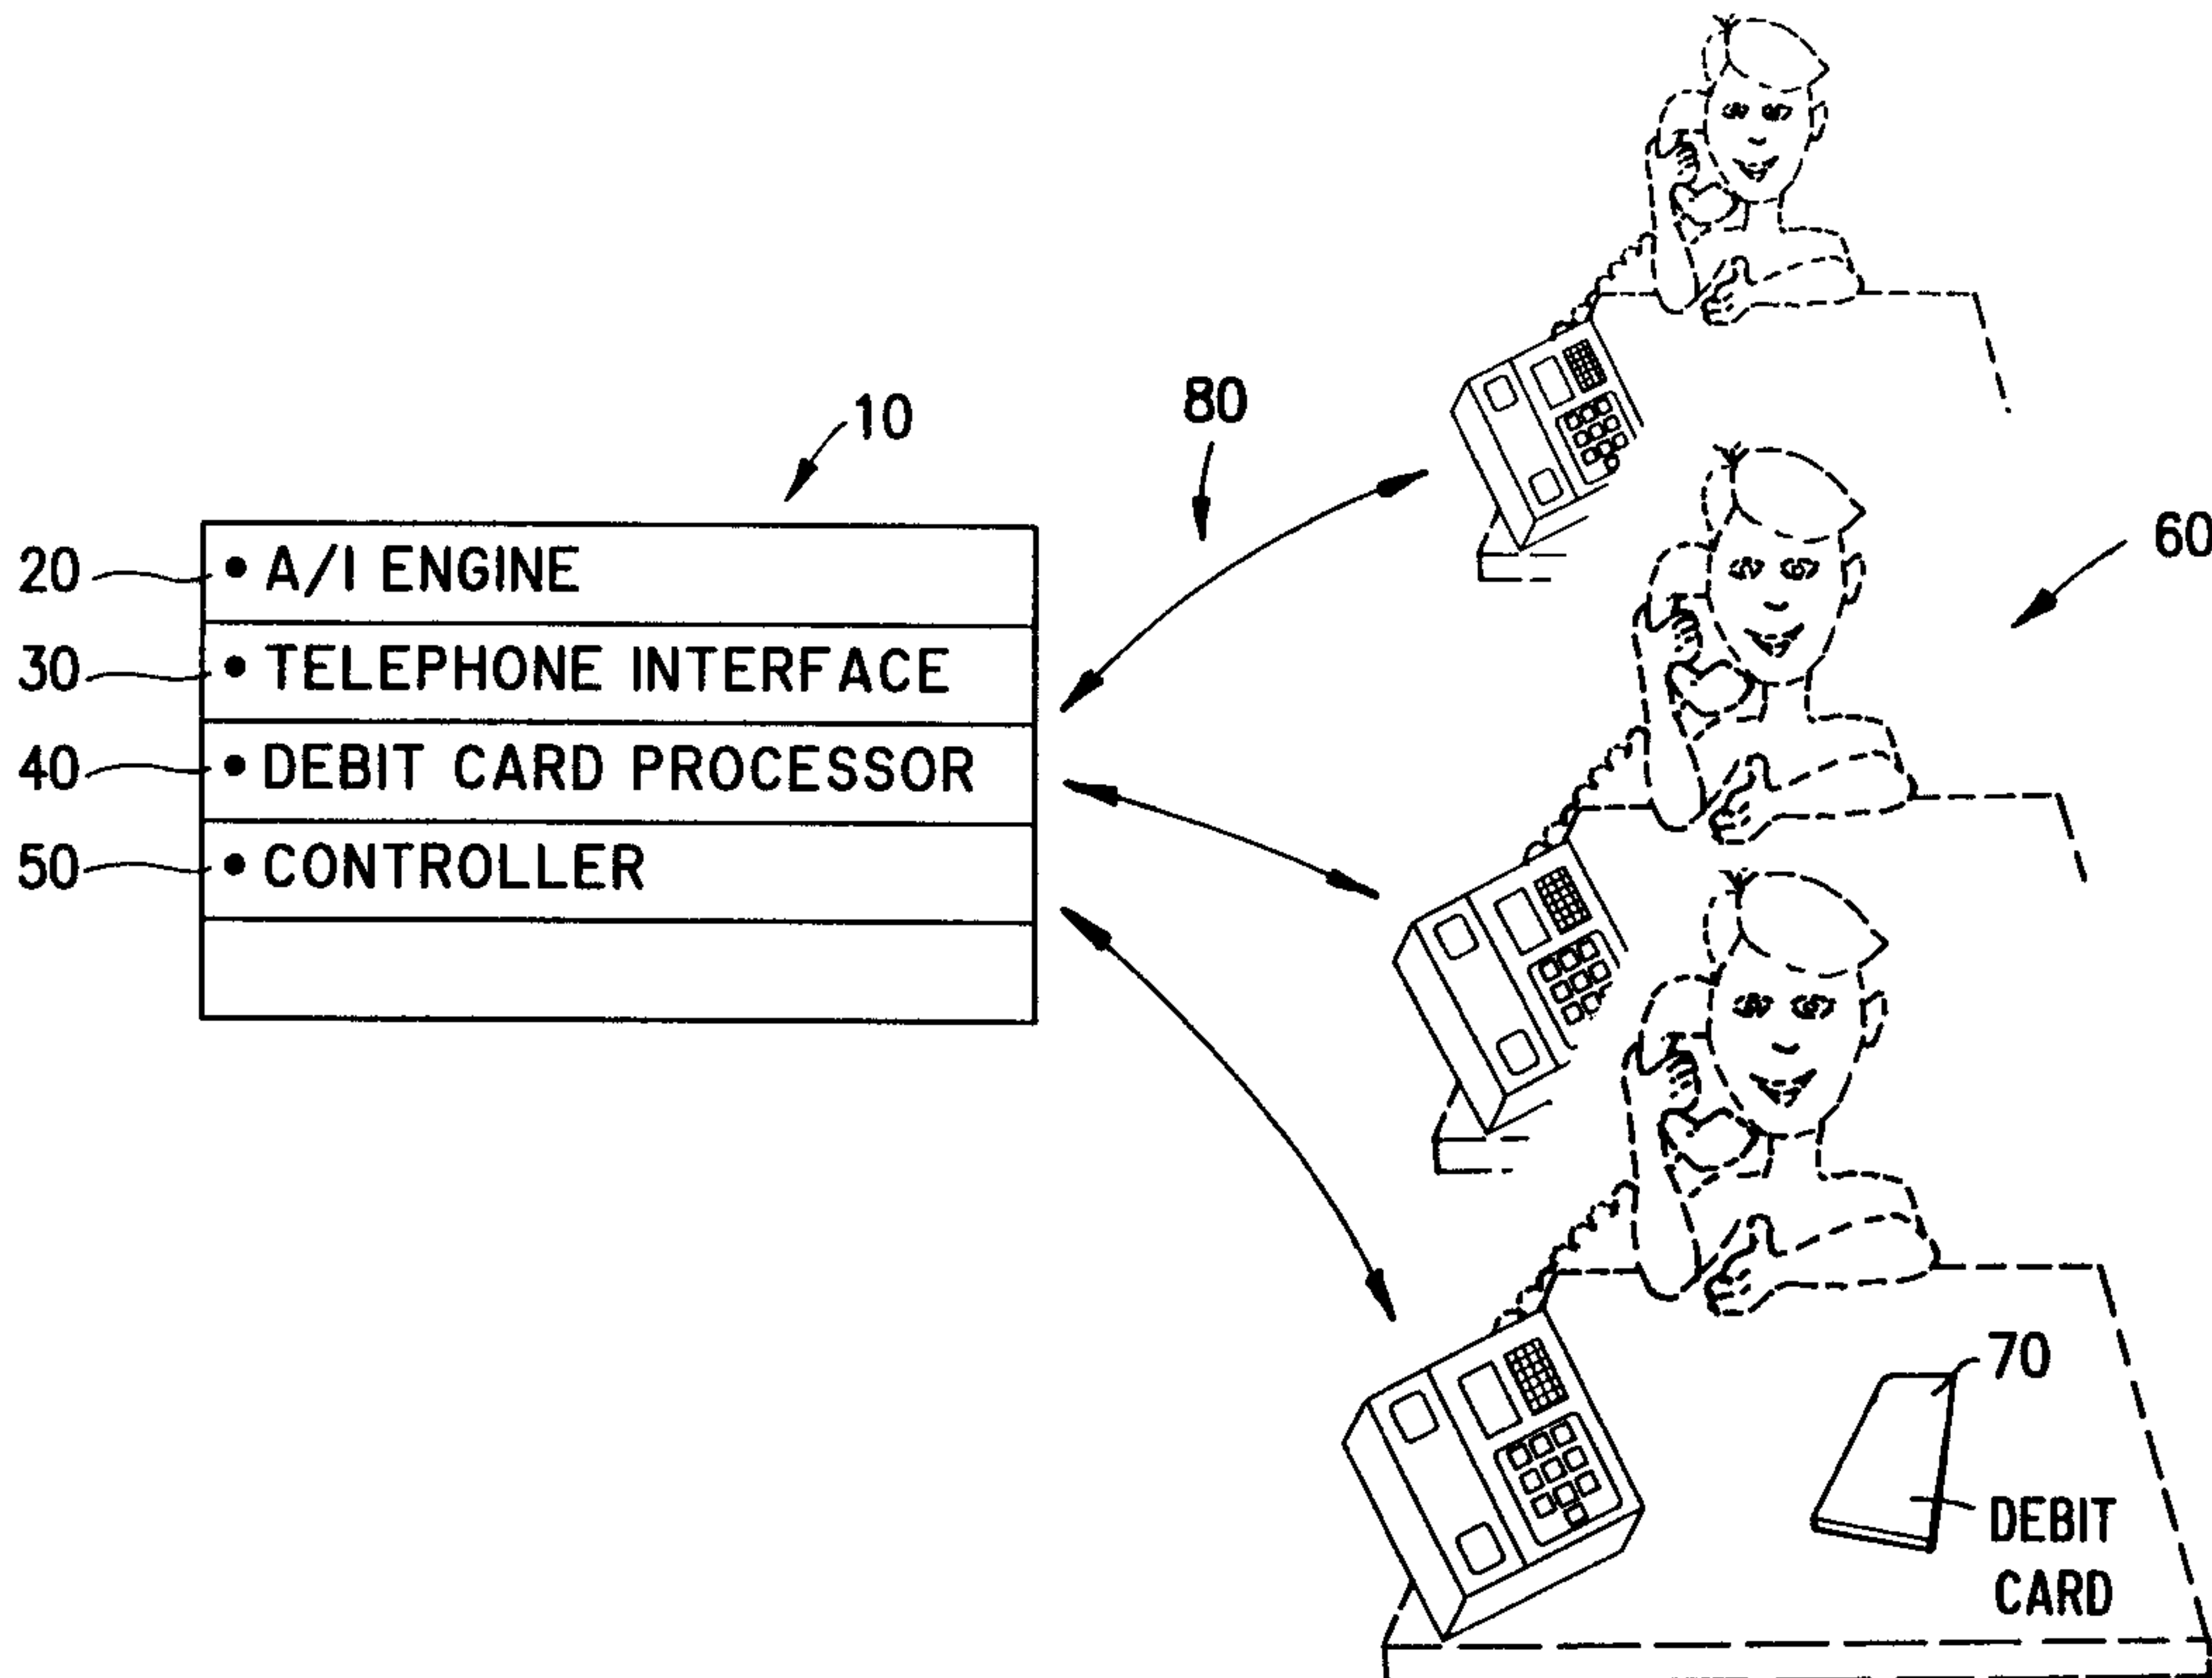 10
80
60
20 • A/I ENGINE
30 • TELEPHONE INTERFACE
40 • DEBIT CARD PROCESSOR
50 • CONTROLLER
70
DEBIT
CARD